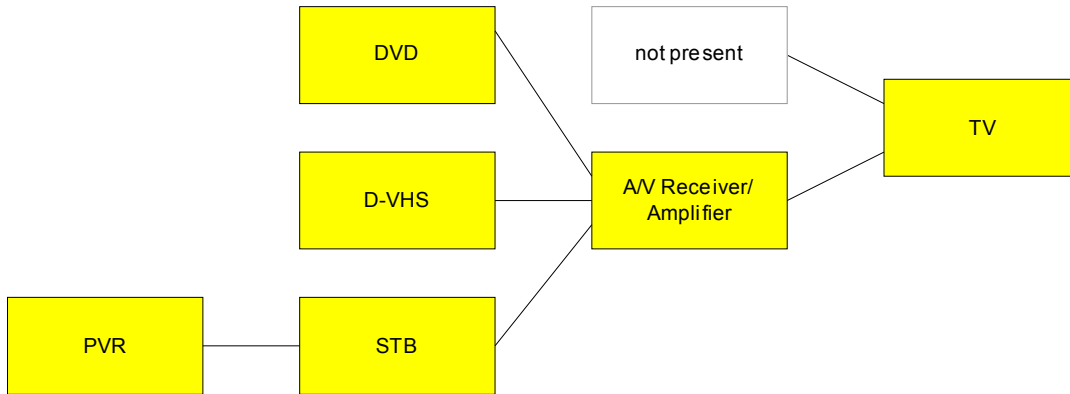 DVD
not present
TV
D-VHS
A/V Receiver/
Amplifier
PVR
STB